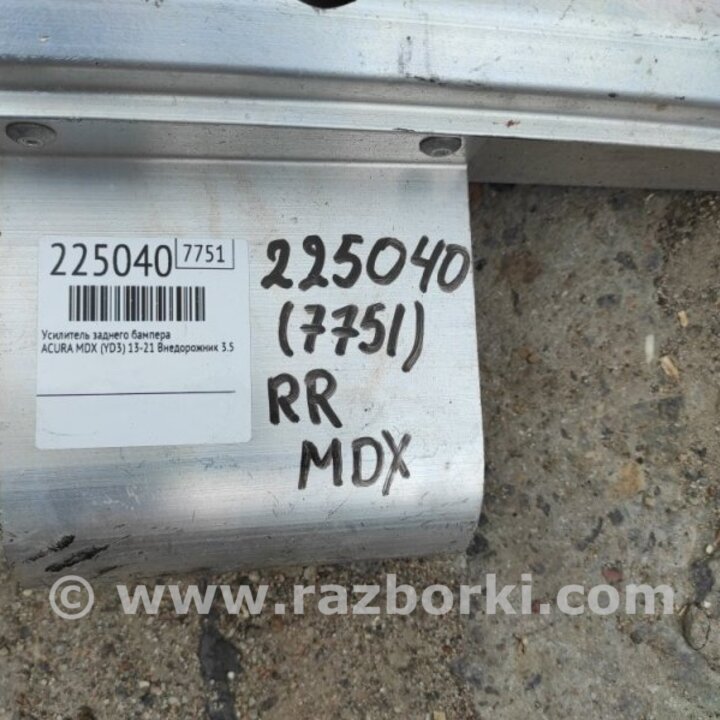 225040 7751
Усилитель заднего бампера
ACURA MDX (YD3) 13-21 Внедорожник 3.5
225040
(7751)
RR
MDX
© www.razborki.com